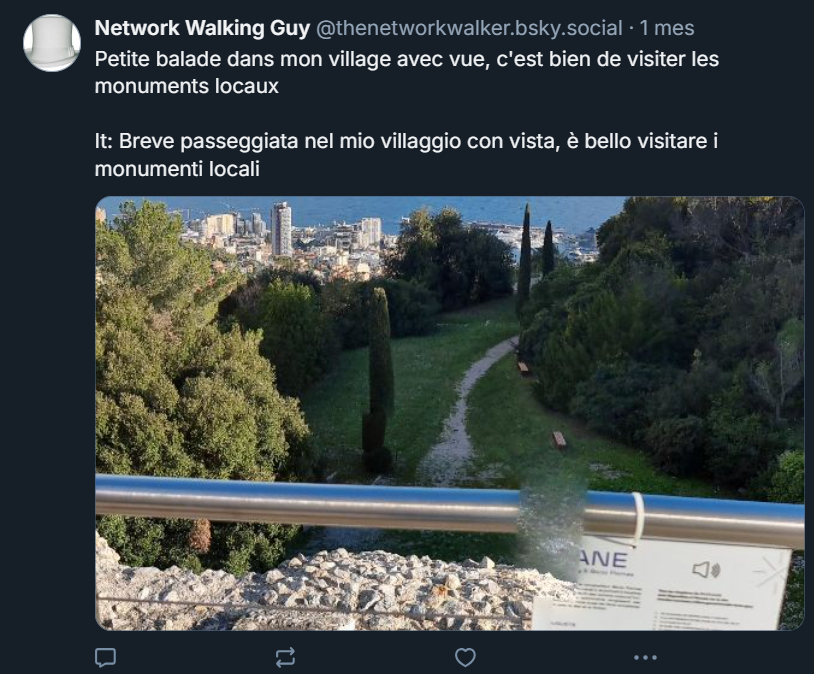 Network Walking Guy @thenetworkwalker.bsky.social · 1 mes
Petite balade dans mon village avec vue, c'est bien de visiter les
monuments locaux
It: Breve passeggiata nel mio villaggio con vista, è bello visitare i
monumenti locali
ANE